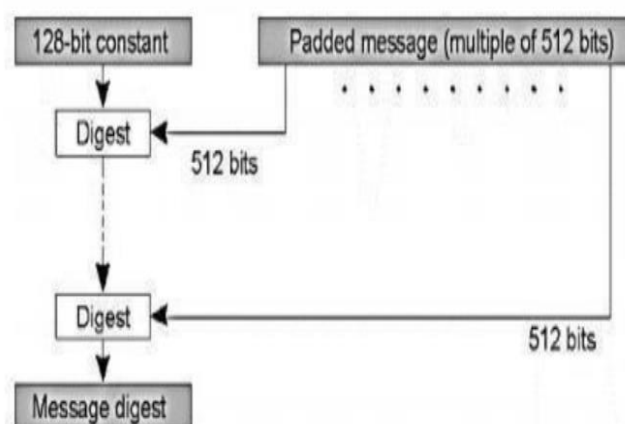 128-bit constant
Padded message (multiple of 512 bits)
Digest
512 bits
Digest
512 bits
Message digest